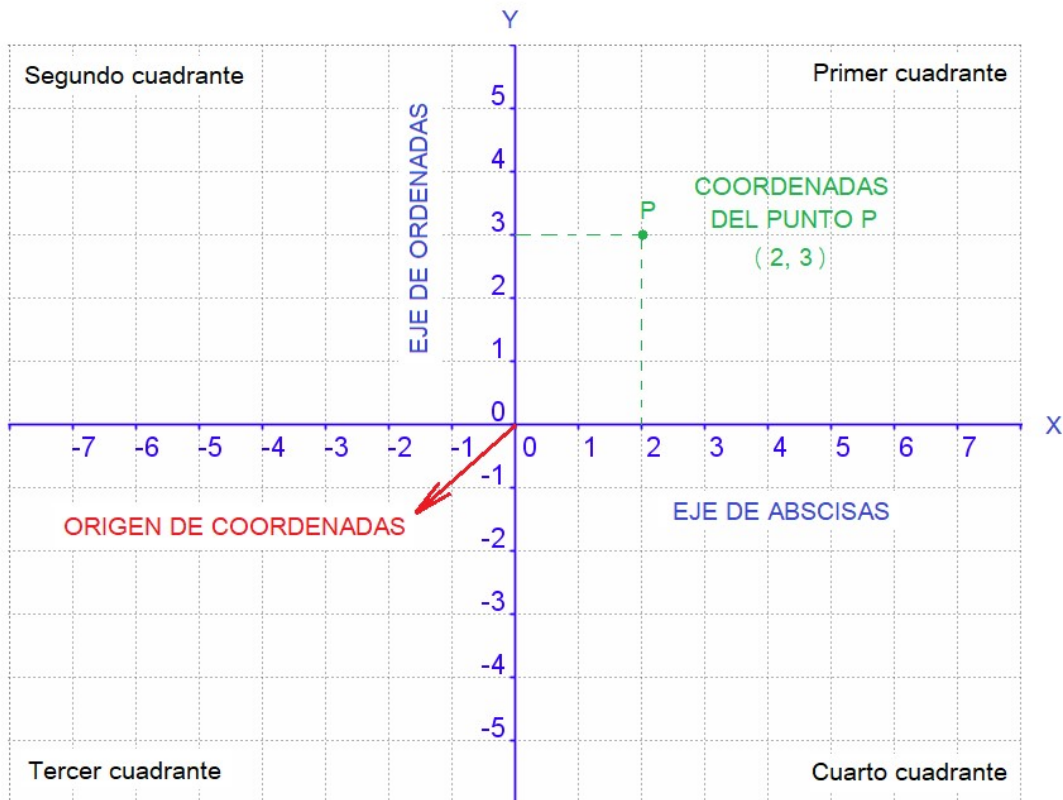 Y
Segundo cuadrante
Primer cuadrante
EJE DE ORDENADAS
5
4
3
2
1
0
P
COORDENADAS
DEL PUNTO P
( 2, 3 )
-7 -6 -5 -4 -3 -2 -1 0 1 2 3 4 5 6 7
X
-1
-2
-3
-4
-5
ORIGEN DE COORDENADAS
EJE DE ABSCISAS
Tercer cuadrante
Cuarto cuadrante